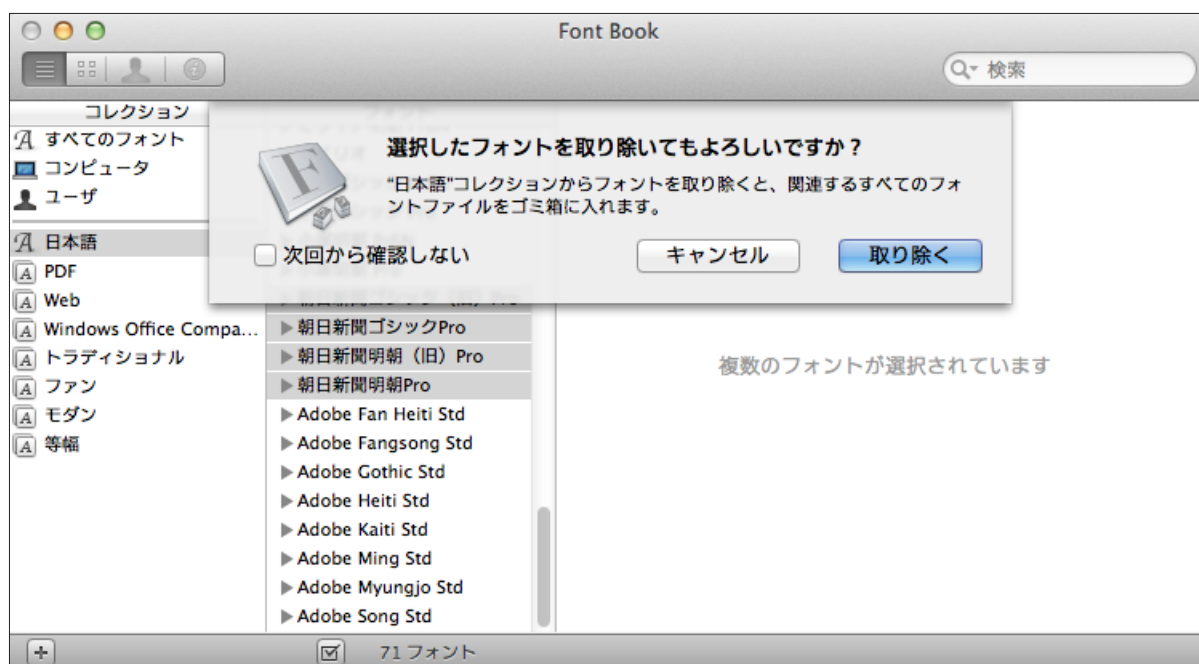 Font Book
検索
コレクション
すべてのフォント
コンピュータ
ユーザ
日本語
PDF
Web
Windows Office Compa...
トラディショナル
ファン
モダン
等幅
選択したフォントを取り除いてもよろしいですか？
"日本語"コレクションからフォントを取り除くと、関連するすべてのフォ
ントファイルをゴミ箱に入れます。
次回から確認しない
キャンセル
取り除く
朝日新聞ゴシックPro
朝日新聞明朝（旧）Pro
朝日新聞明朝Pro
Adobe Fan Heiti Std
Adobe Fangsong Std
Adobe Gothic Std
Adobe Heiti Std
Adobe Kaiti Std
Adobe Ming Std
Adobe Myungjo Std
Adobe Song Std
複数のフォントが選択されています
71 フォント